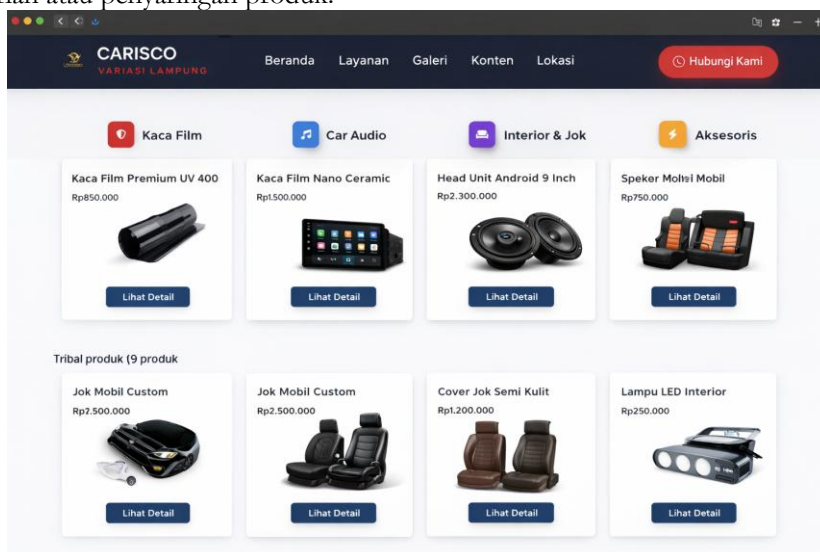 atau penyaringan produk.
CARISCO
VARIASI LAMPUNG
Beranda Layanan Galeri Konten Lokasi
Hubungi Kami
Kaca Film Car Audio Interior & Jok Aksesoris
Kaca Film Premium UV 400
Rp850.000
Lihat Detail
Kaca Film Nano Ceramic
Rp1.500.000
Lihat Detail
Head Unit Android 9 Inch
Rp2.300.000
Lihat Detail
Speker Mobil
Rp750.000
Lihat Detail
Tribal produk (9 produk
Jok Mobil Custom
Rp2.500.000
Lihat Detail
Jok Mobil Custom
Rp2.500.000
Lihat Detail
Cover Jok Semi Kulit
Rp1.200.000
Lihat Detail
Lampu LED Interior
Rp250.000
Lihat Detail